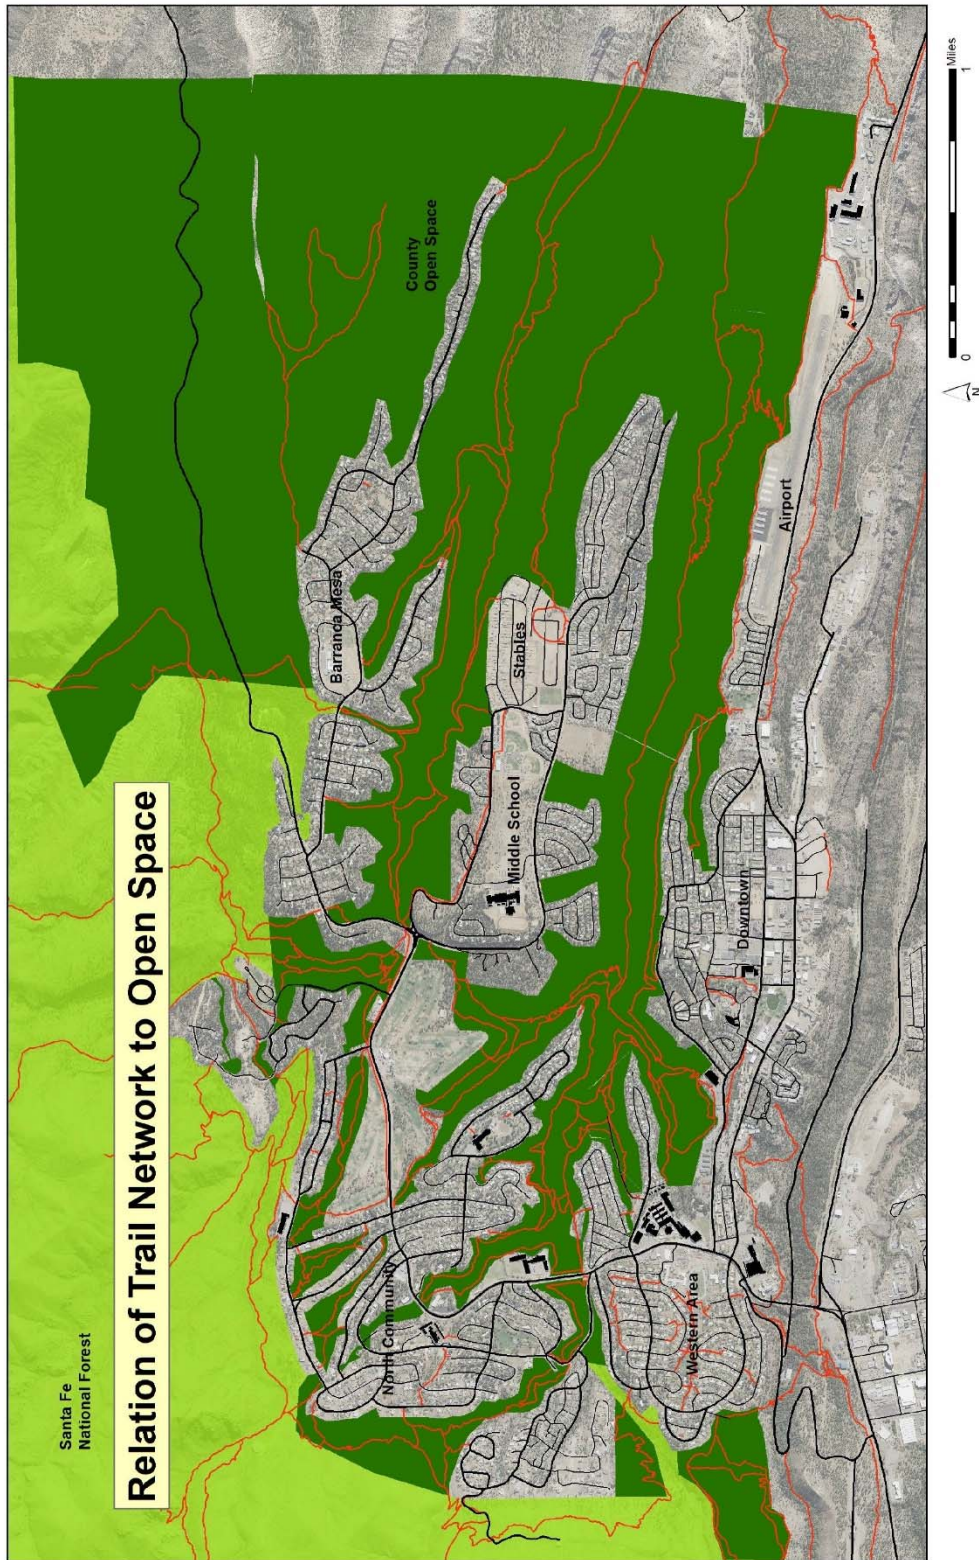 Santa Fe
National Forest
Relation of Trail Network to Open Space
County
Open Space
Barranca Mesa
North Community
Stables
Middle School
Western Area
Downtown
Airport
N
0
1
Miles